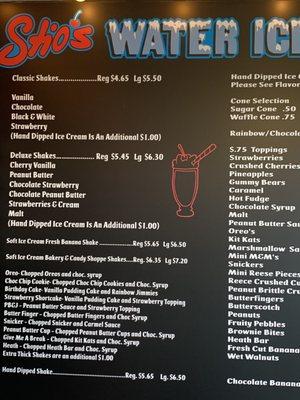 Stio's WATER ICE
Classic Shakes....................Reg $4.65 Lg $5.50
Vanilla
Chocolate
Black & White
Strawberry
(Hand Dipped Ice Cream Is An Additional $1.00)
Deluxe Shakes....................Reg $5.45 Lg $6.30
Cherry Vanilla
Peanut Butter
Chocolate Strawberry
Chocolate Peanut Butter
Strawberries & Cream
Malt
(Hand Dipped Ice Cream Is An Additional $1.00)
Soft Ice Cream Fresh Banana Shake ....................Reg $5.65 Lg $6.50
Soft Ice Cream Bakery & Candy Shoppe Shakes....Reg. $6.35 Lg $7.20
Oreo-Chopped Oreos and choc. syrup
Choc Chip Cookie- Chopped Choc Chip Cookies and Choc. Syrup
Birthday Cake- Vanilla Pudding Cake and Rainbow Jimmies
Strawberry Shortcake- Vanilla Pudding Cake and Strawberry Topping
PB&J - Peanut Butter Sauce and Strawberry Topping
Butter Finger - Chopped Butter Fingers and Choc Syrup
Snicker - Chopped Snickers and Carmel Sauce
Peanut Butter Cup - Chopped Peanut Butter Cups and Choc. Syrup
Give Me A Break - Chopped Kit Kats and Choc. Syrup
Heath - Chopped Heath Bar and Choc. Syrup
Extra Thick Shakes are an additional $1.00
Hand Dipped Shake....................Reg. $5.65 Lg. $6.50
Hand Dipped Ice
Please See Flavor
Cone Selection
Sugar Cone .50
Waffle Cone .75
Rainbow/Choco
$.75 Toppings
Strawberries
Crushed Cherries
Pineapples
Gummy Bears
Caramel
Hot Fudge
Chocolate Syrup
Malt
Peanut Butter Sau
Oreo's
Kit Kats
Marshmallow Sau
Mini M&M's
Snickers
Mini Reese Pieces
Reece Crushed Cu
Peanut Brittle Cru
Butterfingers
Butterscotch
Peanuts
Fruity Pebbles
Brownie Bites
Heath Bar
Fresh Cut Banan
Wet Walnuts
Chocolate Banan